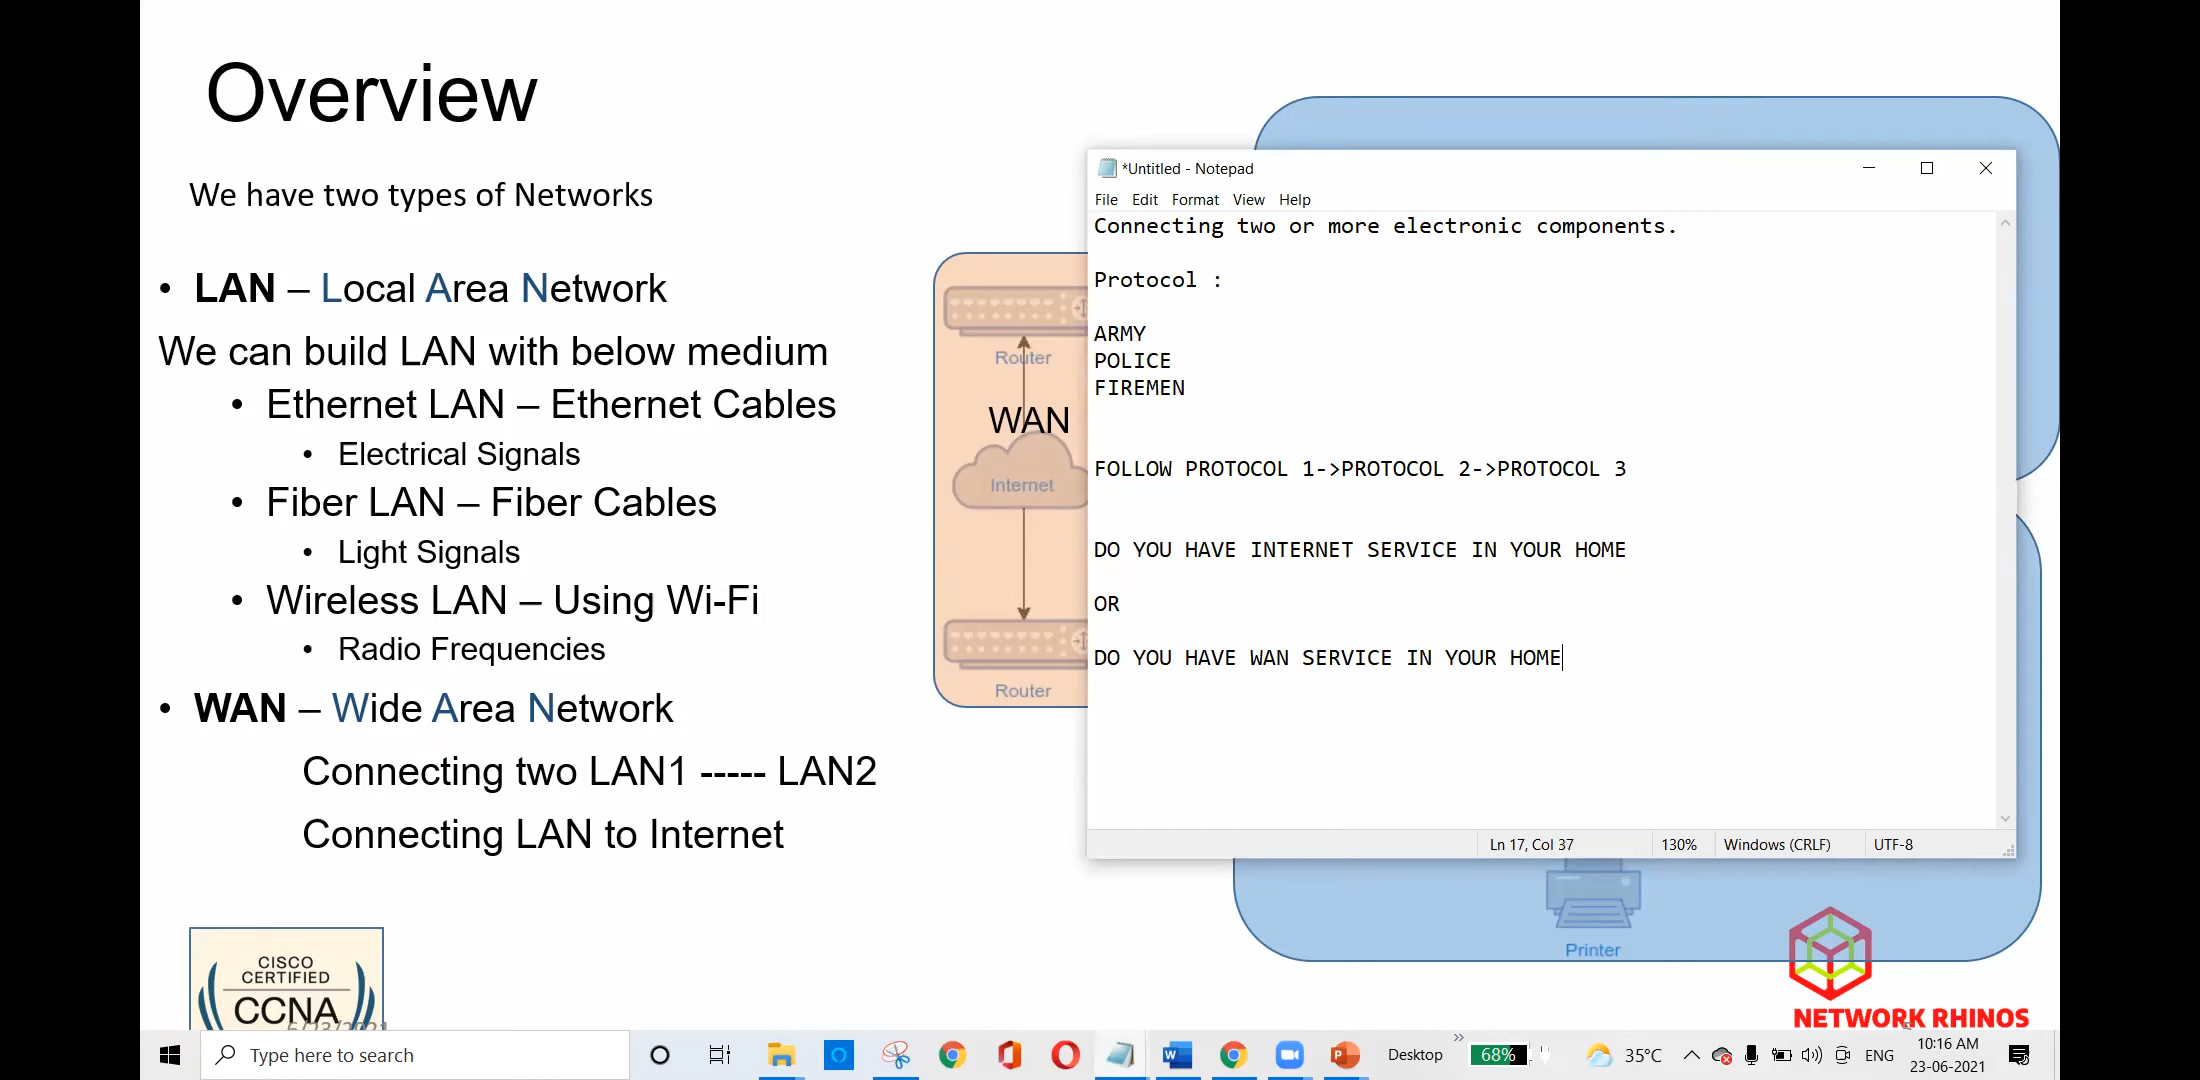 Overview
We have two types of Networks
• LAN – Local Area Network
We can build LAN with below medium
• Ethernet LAN – Ethernet Cables
• Electrical Signals
• Fiber LAN – Fiber Cables
• Light Signals
• Wireless LAN – Using Wi-Fi
• Radio Frequencies
• WAN – Wide Area Network
Connecting two LAN1 ----- LAN2
Connecting LAN to Internet
CISCO
CERTIFIED
CCNA
6/23/2021
Router
WAN
Internet
Router
*Untitled - Notepad
File Edit Format View Help
Connecting two or more electronic components.
Protocol :
ARMY
POLICE
FIREMEN
FOLLOW PROTOCOL 1->PROTOCOL 2->PROTOCOL 3
DO YOU HAVE INTERNET SERVICE IN YOUR HOME
OR
DO YOU HAVE WAN SERVICE IN YOUR HOME
Ln 17, Col 37 130% Windows (CRLF) UTF-8
Printer
NETWORK RHINOS
Type here to search
Desktop
68%
35°C
ENG
10:16 AM
23-06-2021